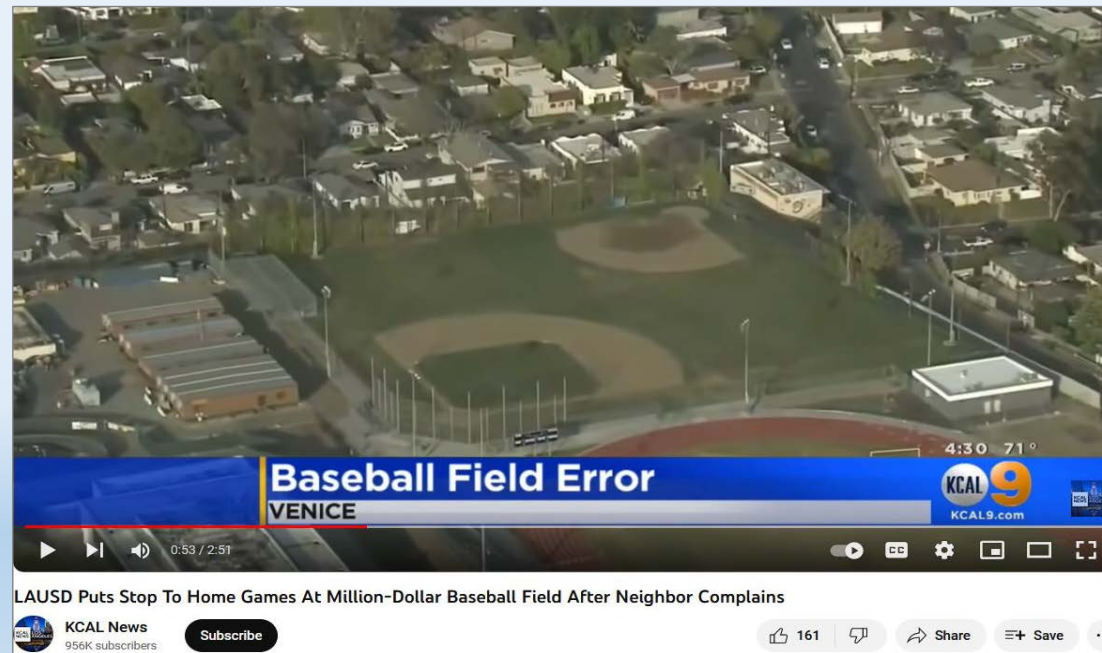 4:30 71°
Baseball Field Error
VENICE
KCAL 9
KCAL9.com
0:53 / 2:51
CC
LAUSD Puts Stop To Home Games At Million-Dollar Baseball Field After Neighbor Complains
KCAL News
956K subscribers
Subscribe
161
Share
Save